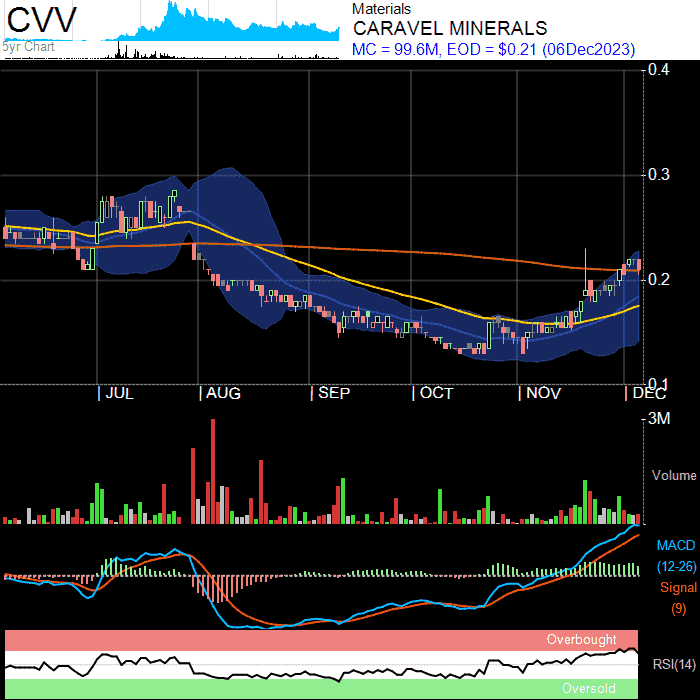 CVV
5yr Chart
Materials
CARAVEL MINERALS
MC = 99.6M, EOD = $0.21 (06Dec2023)
0.4
0.3
0.2
0.1
JUL
AUG
SEP
OCT
NOV
DEC
3M
Volume
MACD
(12-26)
Signal
(9)
Overbought
RSI(14)
Oversold